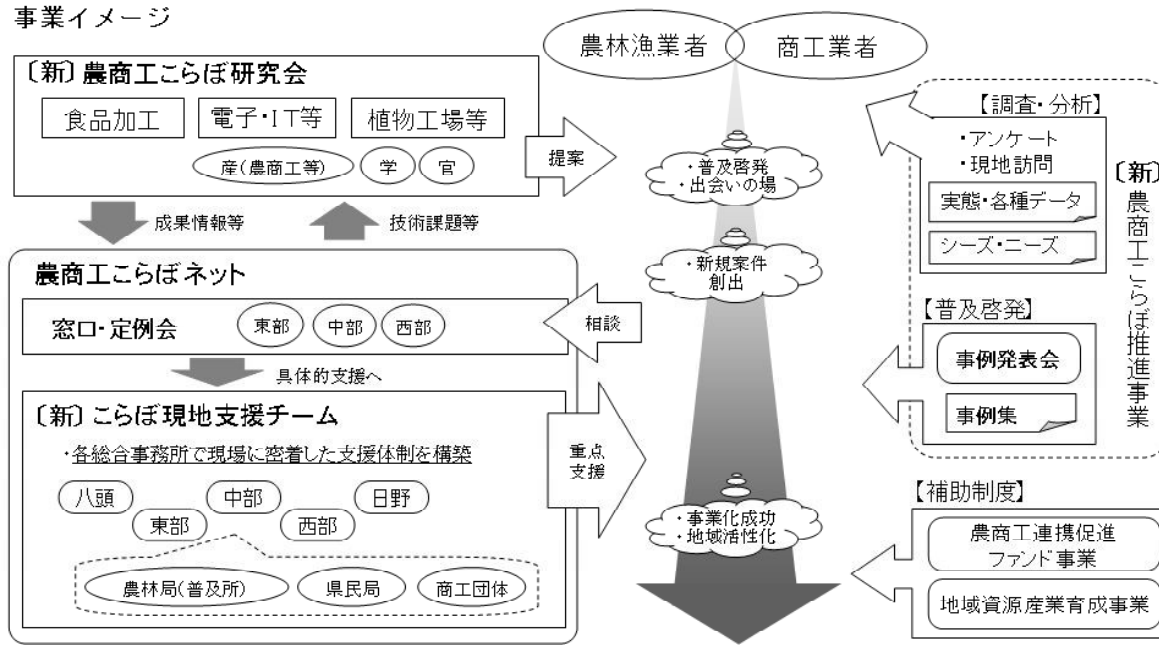 事業イメージ
農林漁業者
商工業者
〔新〕農商工こらぼ研究会
食品加工
電子・IT等
植物工場等
産(農商工等)
学
官
提案
成果情報等
技術課題等
農商工こらぼネット
窓口・定例会
東部
中部
西部
相談
具体的支援へ
〔新〕こらぼ現地支援チーム
・各総合事務所で現場に密着した支援体制を構築
八頭
中部
日野
東部
西部
農林局(普及所)
県民局
商工団体
重点
支援
・普及啓発
・出会いの場
・新規案件
創出
・事業化成功
・地域活性化
【調査・分析】
・アンケート
・現地訪問
実態・各種データ
シーズ・ニーズ
〔新〕農商工こらぼ推進事業
【普及啓発】
事例発表会
事例集
【補助制度】
農商工連携促進
ファンド事業
地域資源産業育成事業